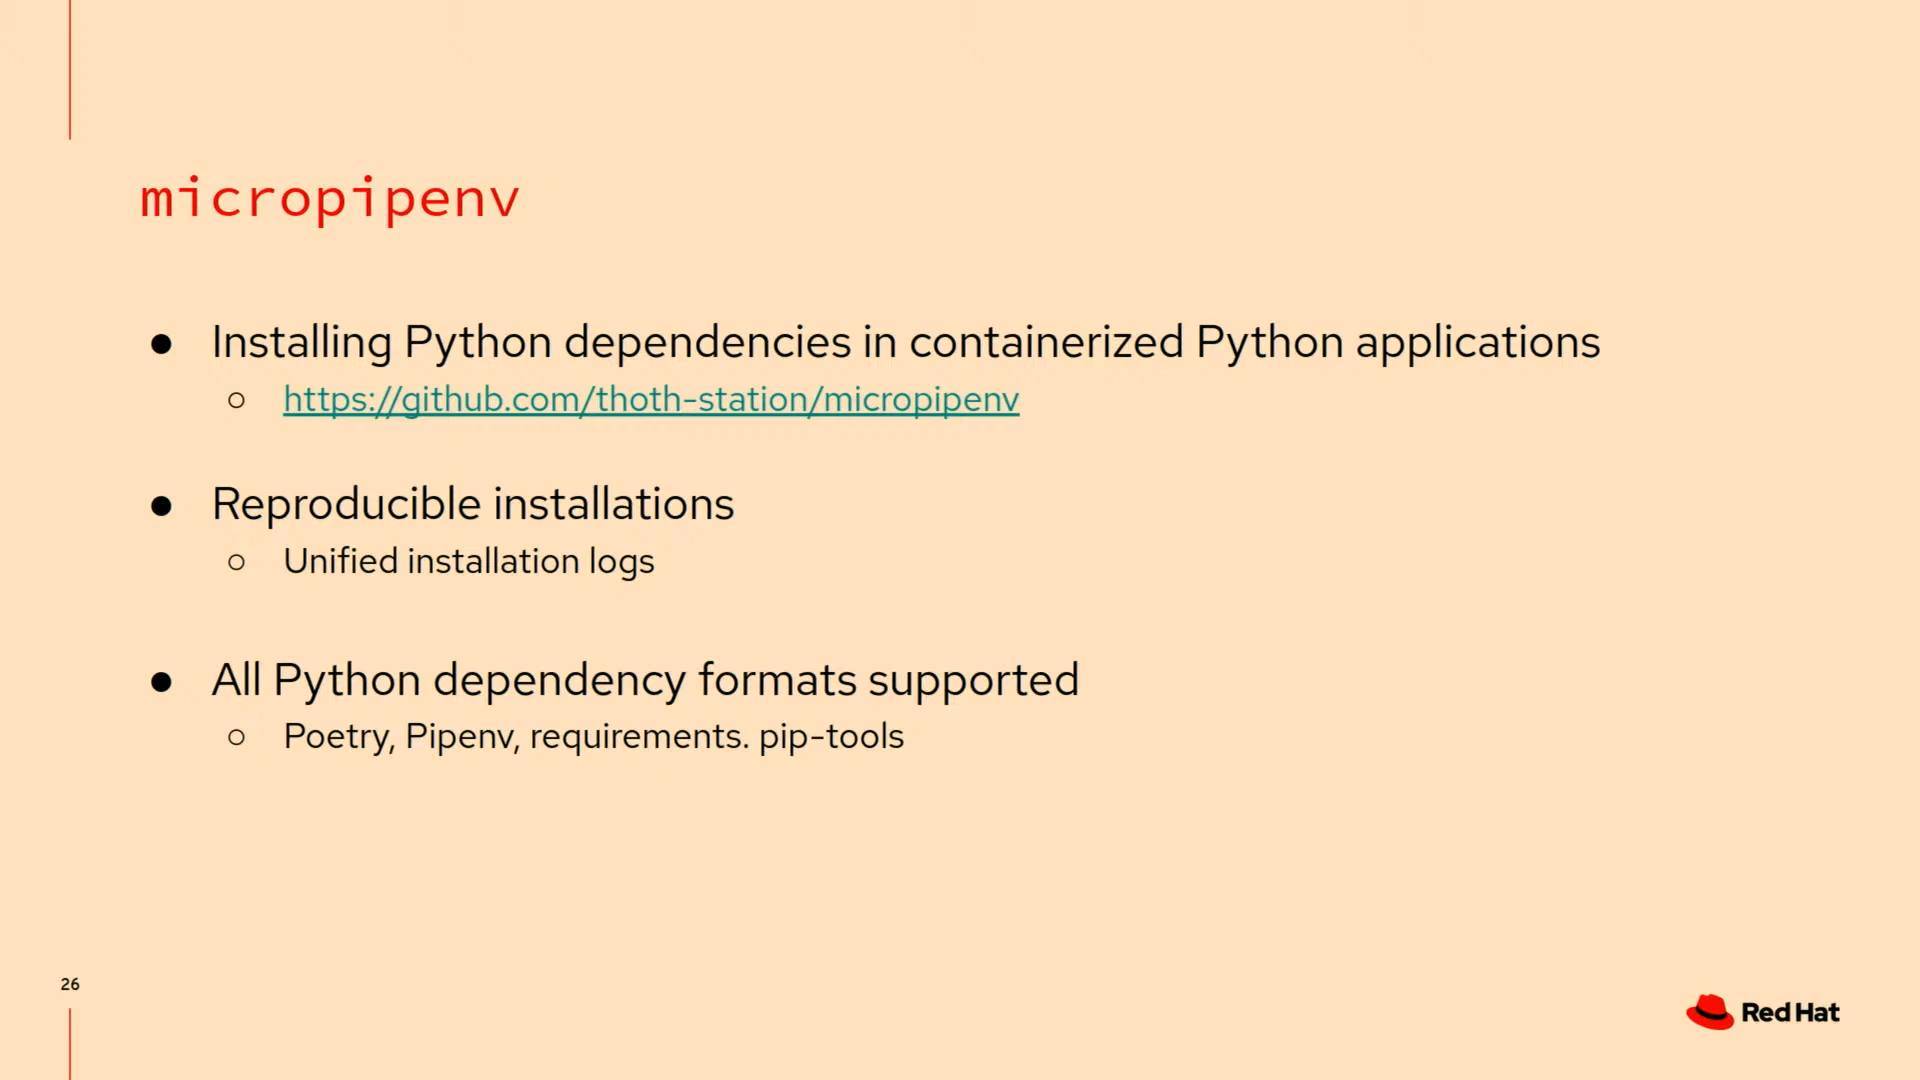 micropipenv
● Installing Python dependencies in containerized Python applications
○ https://github.com/thoth-station/micropipenv
● Reproducible installations
○ Unified installation logs
● All Python dependency formats supported
○ Poetry, Pipenv, requirements. pip-tools
26
Red Hat